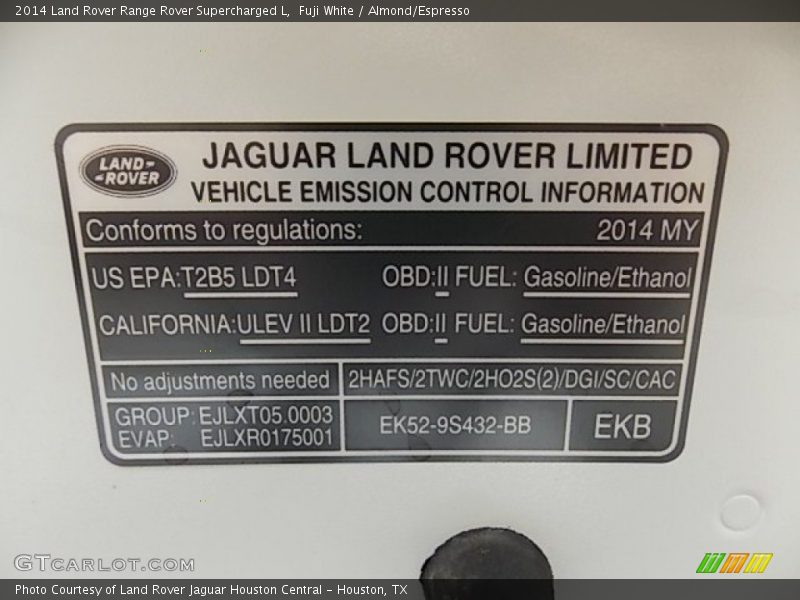 2014 Land Rover Range Rover Supercharged L,  Fuji White / Almond/Espresso
LAND-
-ROVER
JAGUAR LAND ROVER LIMITED
VEHICLE EMISSION CONTROL INFORMATION
Conforms to regulations: 2014 MY
US EPA:T2B5 LDT4 OBD:II FUEL: Gasoline/Ethanol
CALIFORNIA:ULEV II LDT2 OBD:II FUEL: Gasoline/Ethanol
No adjustments needed 2HAFS/2TWC/2HO2S(2)/DGI/SC/CAC
GROUP: EJLXT05.0003
EVAP: EJLXR0175001
EK52-9S432-BB
EKB
GTCARLOT.COM
Photo Courtesy of Land Rover Jaguar Houston Central - Houston, TX